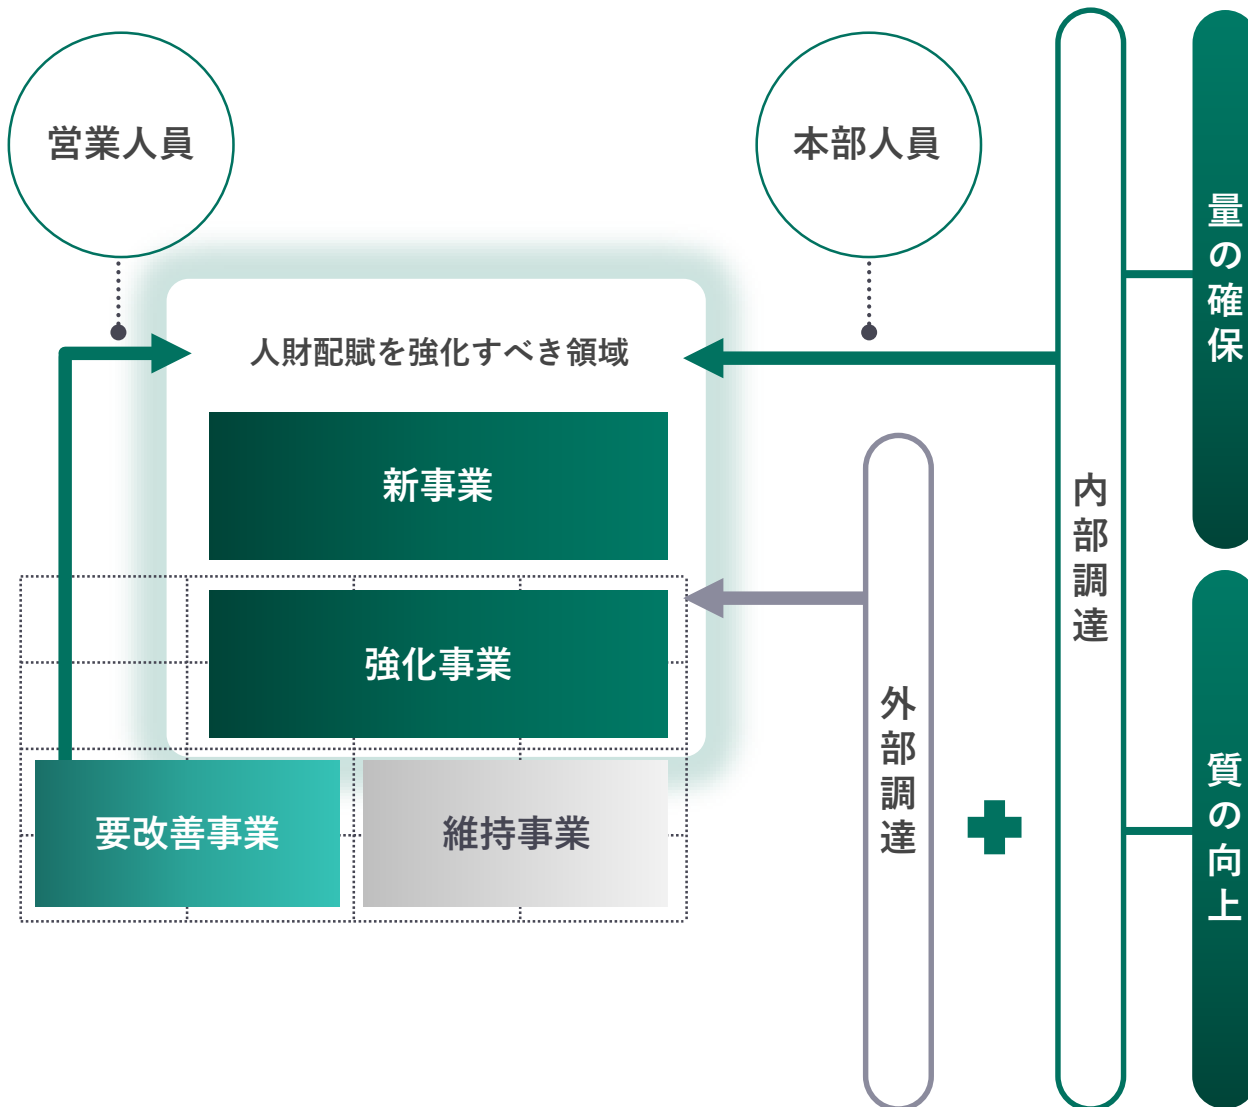 営業人員
本部人員
人財配賦を強化すべき領域
新事業
強化事業
要改善事業
維持事業
外部調達
内部調達
量の確保
質の向上